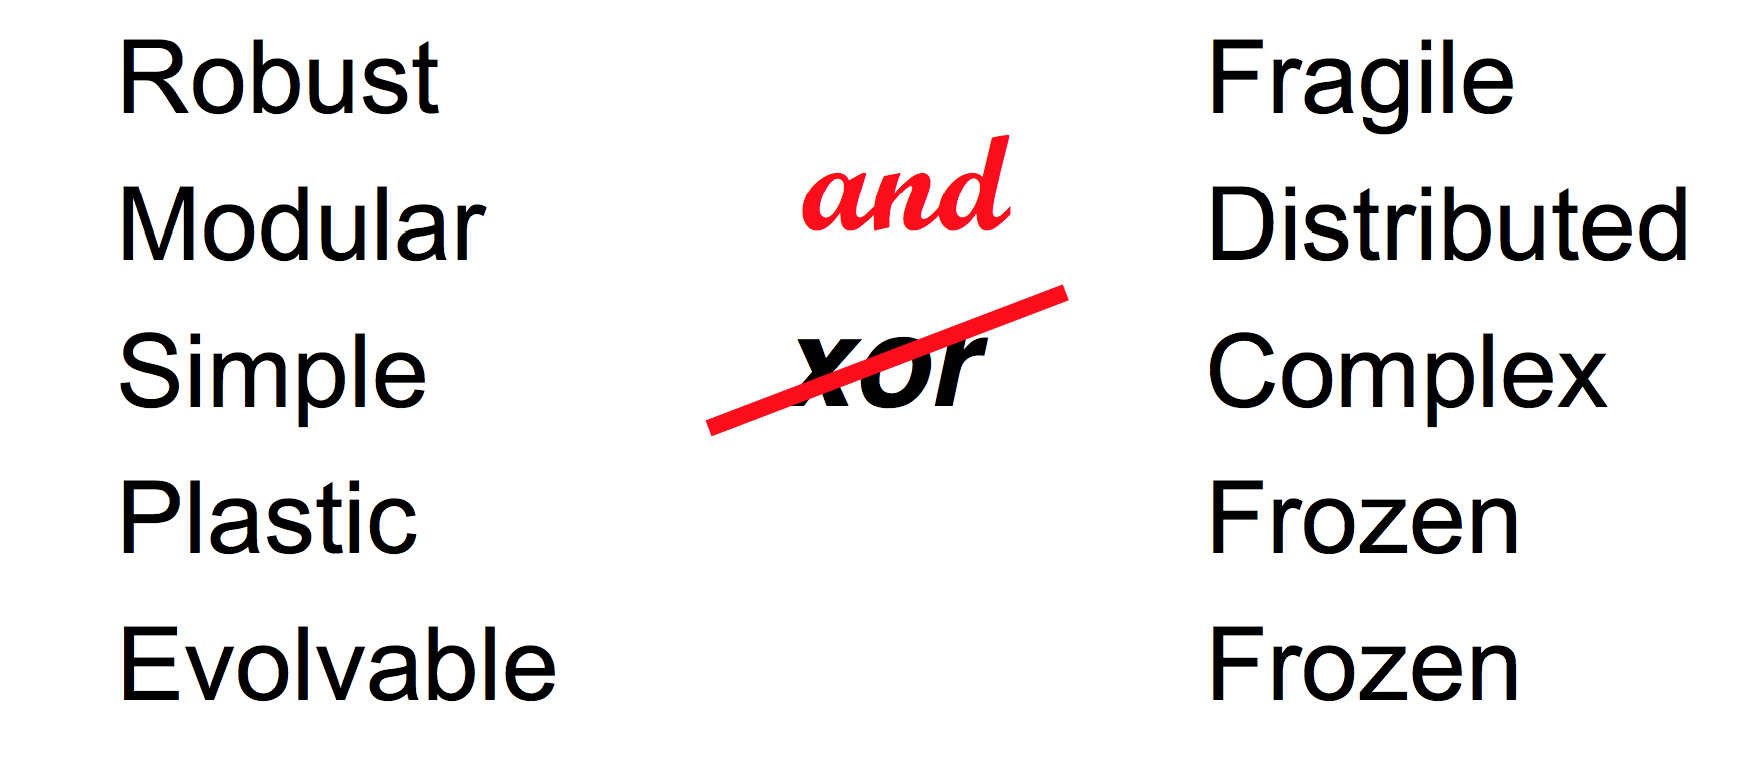 Robust
Fragile
and
Modular
Distributed
xor
Simple
Complex
Plastic
Frozen
Evolvable
Frozen